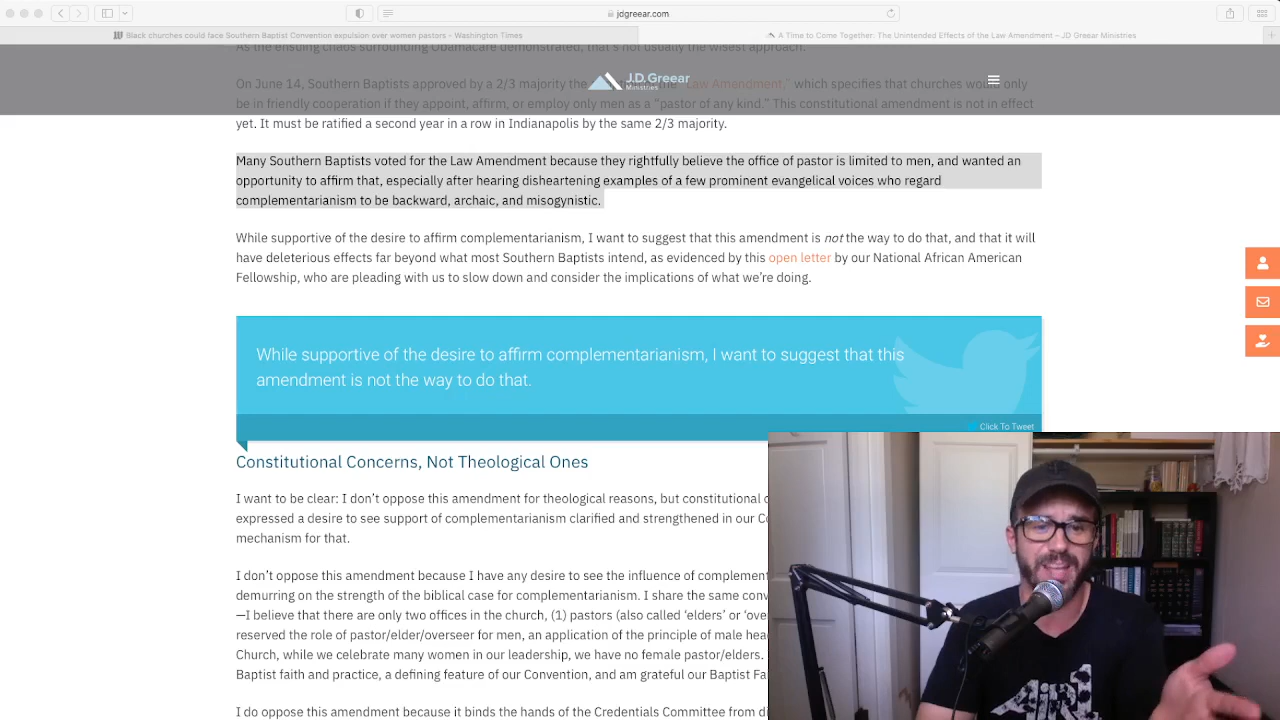 jdgreear.com
Black churches could face Southern Baptist Convention expulsion over women pastors - Washington Times
A Time to Come Together: The Unintended Effects of the Law Amendment – JD Greear Ministries
As the ensuing chaos surrounding Obamacare demonstrated, that's not usually the wisest approach.
J.D.Greear
Ministries
On June 14, Southern Baptists approved by a 2/3 majority the "Law Amendment," which specifies that churches would only
be in friendly cooperation if they appoint, affirm, or employ only men as a “pastor of any kind.” This constitutional amendment is not in effect
yet. It must be ratified a second year in a row in Indianapolis by the same 2/3 majority.
Many Southern Baptists voted for the Law Amendment because they rightfully believe the office of pastor is limited to men, and wanted an
opportunity to affirm that, especially after hearing disheartening examples of a few prominent evangelical voices who regard
complementarianism to be backward, archaic, and misogynistic.
While supportive of the desire to affirm complementarianism, I want to suggest that this amendment is not the way to do that, and that it will
have deleterious effects far beyond what most Southern Baptists intend, as evidenced by this open letter by our National African American
Fellowship, who are pleading with us to slow down and consider the implications of what we’re doing.
While supportive of the desire to affirm complementarianism, I want to suggest that this
amendment is not the way to do that.
Click To Tweet
Constitutional Concerns, Not Theological Ones
I want to be clear: I don’t oppose this amendment for theological reasons, but constitutional
expressed a desire to see support of complementarianism clarified and strengthened in our
mechanism for that.
I don’t oppose this amendment because I have any desire to see the influence of
demurring on the strength of the biblical case for complementarianism. I share the same
—I believe that there are only two offices in the church, (1) pastors (also called ‘elders’ or
reserved the role of pastor/elder/overseer for men, an application of the principle of male
Church, while we celebrate many women in our leadership, we have no female pastor/elders.
Baptist faith and practice, a defining feature of our Convention, and am grateful our Baptist
I do oppose this amendment because it binds the hands of the Credentials Committee from